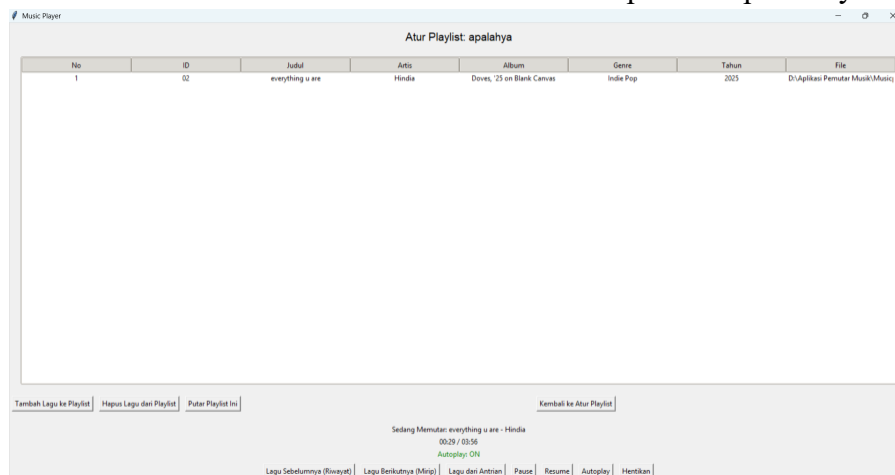 Music Player
Atur Playlist: apalahya
No ID Judul Artis Album Genre Tahun File
1 02 everything u are Hindia Doves, '25 on Blank Canvas Indie Pop 2025 D:\Aplikasi Pemutar Musik\Music
Tambah Lagu ke Playlist Hapus Lagu dari Playlist Putar Playlist Ini Kembali ke Atur Playlist
Sedang Memutar: everything u are - Hindia
00:29 / 03:56
Autoplay: ON
Lagu Sebelumnya (Riwayat) Lagu Berikutnya (Mirip) Lagu dari Antrian Pause Resume Autoplay Hentikan